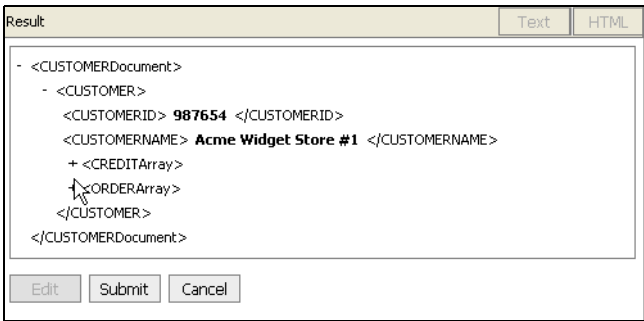 Result Text HTML
- <CUSTOMERDocument>
- <CUSTOMER>
<CUSTOMERID> 987654 </CUSTOMERID>
<CUSTOMERNAME> Acme Widget Store #1 </CUSTOMERNAME>
+ <CREDITArray>
+ <ORDERArray>
</CUSTOMER>
</CUSTOMERDocument>
Edit Submit Cancel